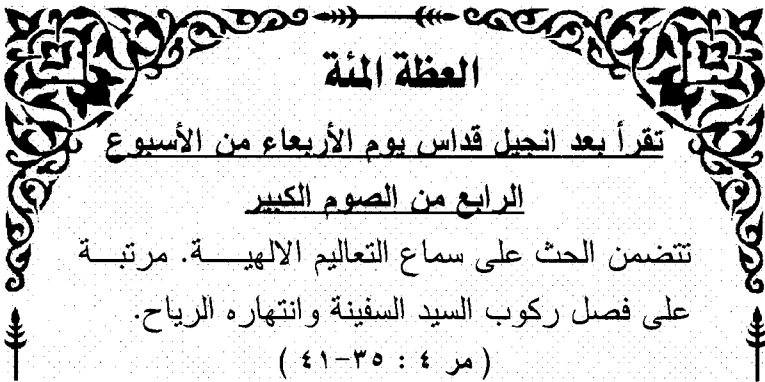 العظة المئة
تقرأ بعد انجيل قداس يوم الأربعاء من الأسبوع
الرابع من الصوم الكبير
تتضمن الحث على سماع التعاليم الالهيـــة. مرتبـــة
على فصل ركوب السيد السفينة وانتهاره الرياح.
( مر ٤ : ٣٥-٤١ )